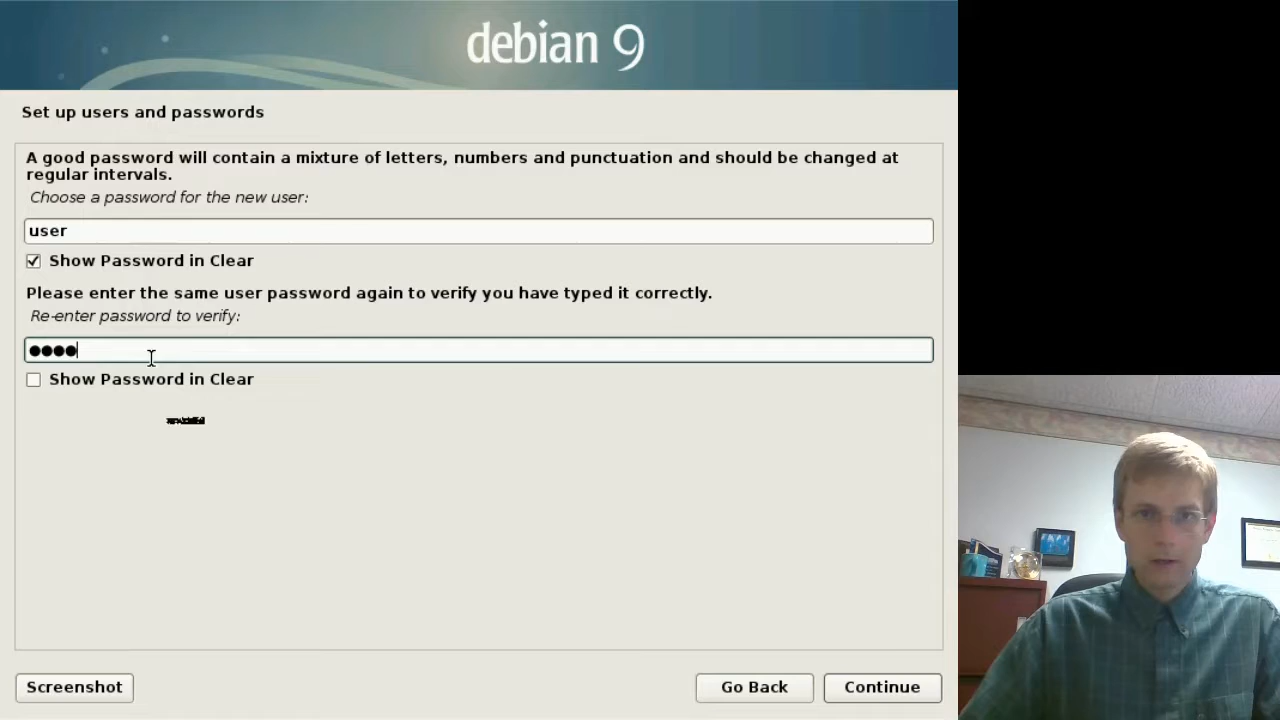 debian 9
Set up users and passwords
A good password will contain a mixture of letters, numbers and punctuation and should be changed at
regular intervals.
Choose a password for the new user:
user
Show Password in Clear
Please enter the same user password again to verify you have typed it correctly.
Re-enter password to verify:
●●●●
Show Password in Clear
Screenshot
Go Back
Continue